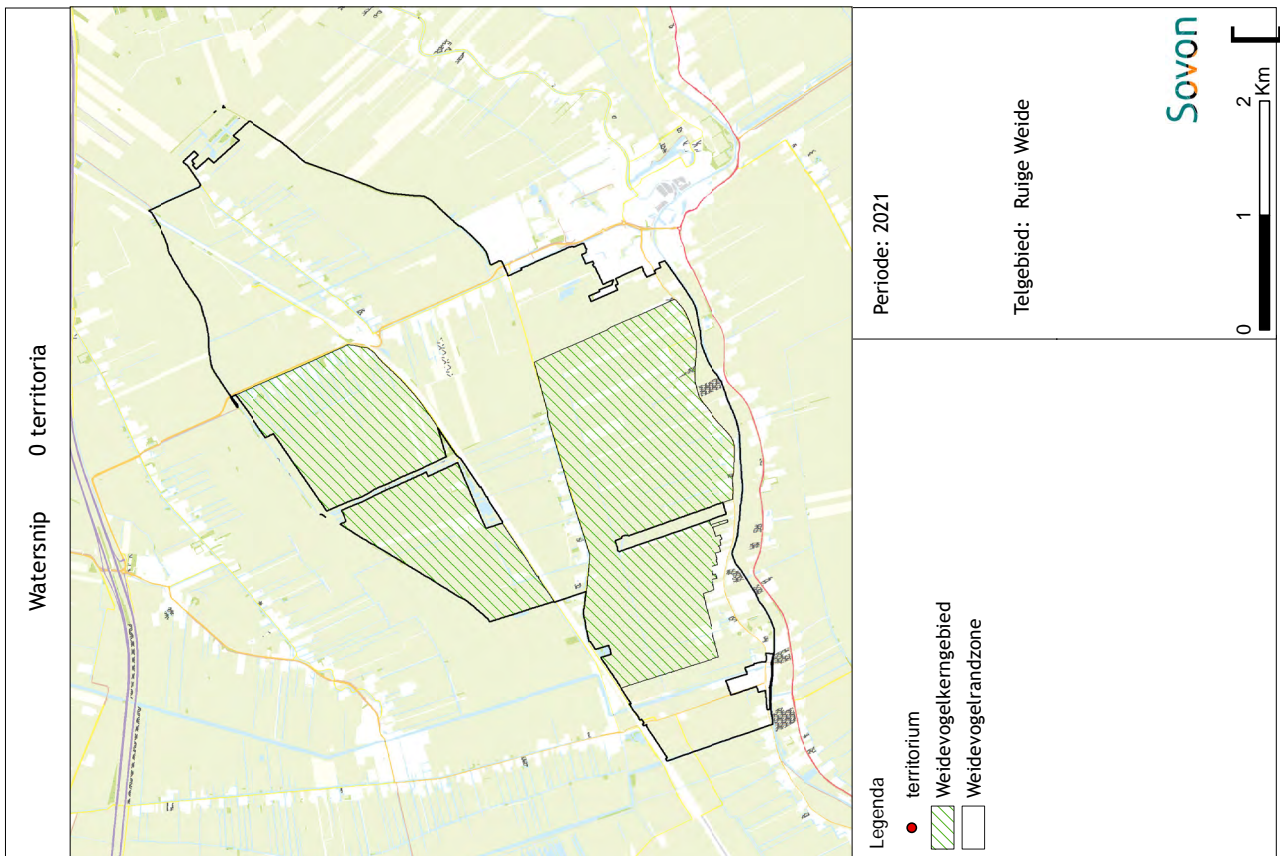 Watersnip 0 territoria
Legenda
territorium
Weidevogelkerngebied
Weidevogelrandzone
Periode: 2021
Telgebied: Ruige Weide
0 1 2
Km
Sovon